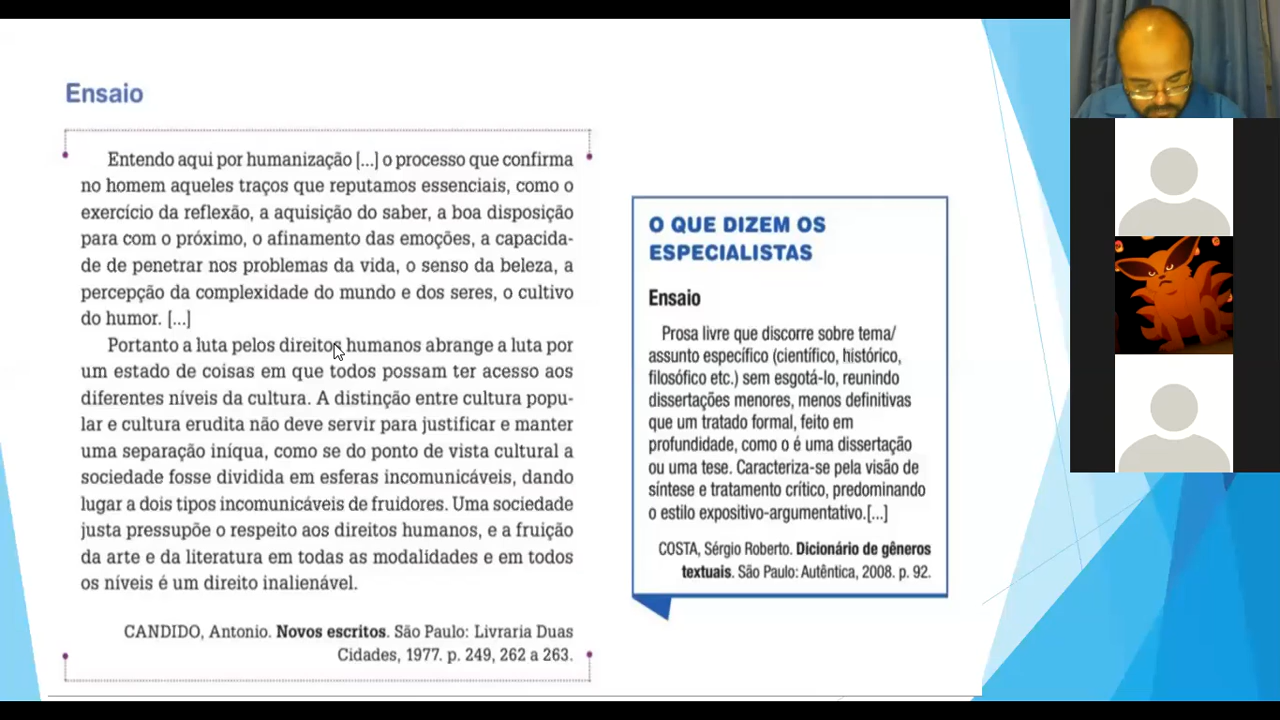 Ensaio
Entendo aqui por humanização [...] o processo que confirma
no homem aqueles traços que reputamos essenciais, como o
exercício da reflexão, a aquisição do saber, a boa disposição
para com o próximo, o afinamento das emoções, a capacida-
de de penetrar nos problemas da vida, o senso da beleza, a
percepção da complexidade do mundo e dos seres, o cultivo
do humor. [...]
Portanto a luta pelos direitos humanos abrange a luta por
um estado de coisas em que todos possam ter acesso aos
diferentes níveis da cultura. A distinção entre cultura popu-
lar e cultura erudita não deve servir para justificar e manter
uma separação iníqua, como se do ponto de vista cultural a
sociedade fosse dividida em esferas incomunicáveis, dando
lugar a dois tipos incomunicáveis de fruidores. Uma sociedade
justa pressupõe o respeito aos direitos humanos, e a fruição
da arte e da literatura em todas as modalidades e em todos
os níveis é um direito inalienável.
CANDIDO, Antonio. Novos escritos. São Paulo: Livraria Duas
Cidades, 1977. p. 249, 262 a 263.
O QUE DIZEM OS
ESPECIALISTAS
Ensaio
Prosa livre que discorre sobre tema/
assunto específico (científico, histórico,
filosófico etc.) sem esgotá-lo, reunindo
dissertações menores, menos definitivas
que um tratado formal, feito em
profundidade, como o é uma dissertação
ou uma tese. Caracteriza-se pela visão de
síntese e tratamento crítico, predominando
o estilo expositivo-argumentativo.[...]
COSTA, Sérgio Roberto. Dicionário de gêneros
textuais. São Paulo: Autêntica, 2008. p. 92.